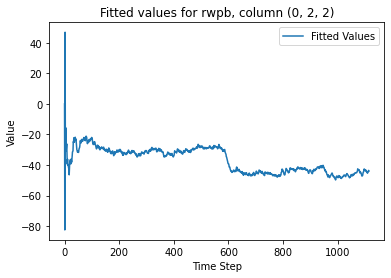 Fitted values for rwpb, column (0, 2, 2)
Fitted Values
40
20
0
−20
−40
−60
−80
Value
0 200 400 600 800 1000
Time Step